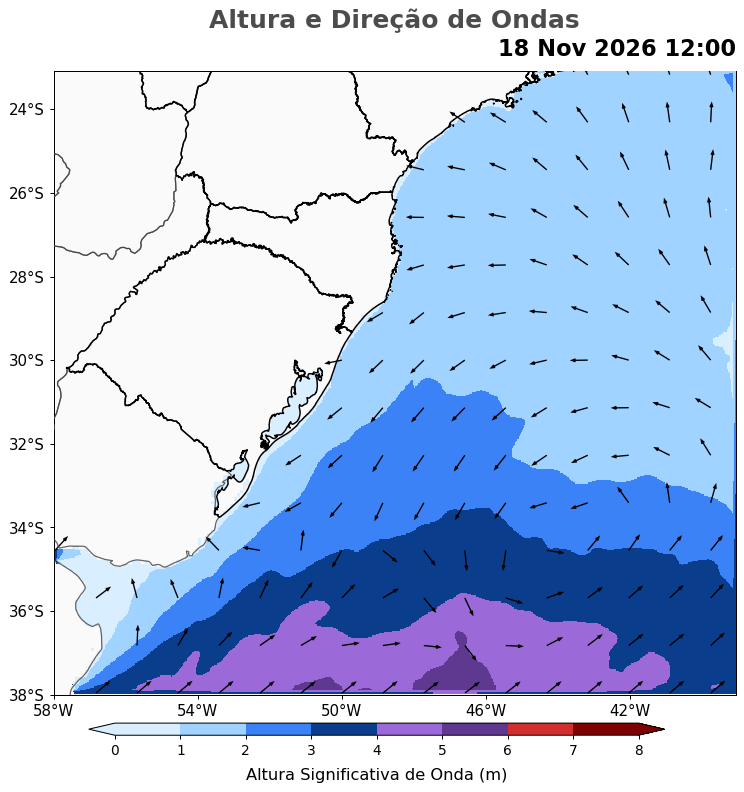 Altura e Direção de Ondas
18 Nov 2026 12:00
24°S
26°S
28°S
30°S
32°S
34°S
36°S
38°S
58°W 54°W 50°W 46°W 42°W
0 1 2 3 4 5 6 7 8
Altura Significativa de Onda (m)